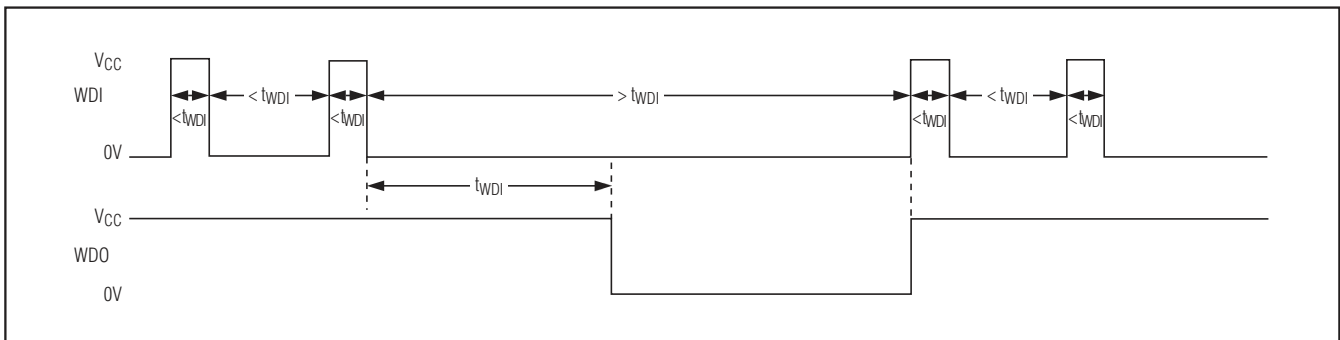 VCC
WDI
< tWDI
> tWDI
< tWDI
<tWDI
<tWDI
<tWDI
<tWDI
0V
tWDI
VCC
WDO
0V